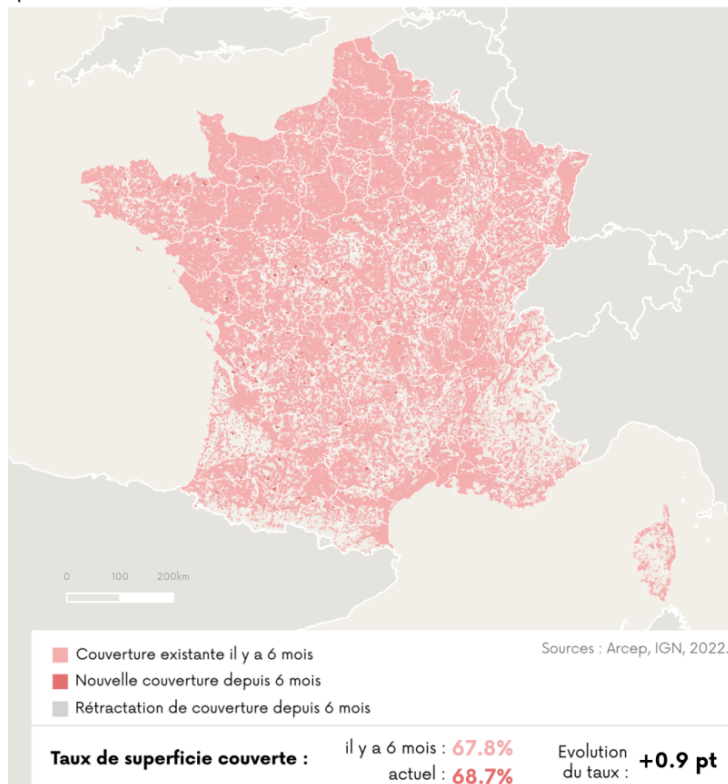 0 100 200km
Couverture existante il y a 6 mois
Sources : Arcep, IGN, 2022.
Nouvelle couverture depuis 6 mois
Rétractation de couverture depuis 6 mois
Taux de superficie couverte :
il y a 6 mois : 67.8%
actuel : 68.7%
Evolution
du taux : +0.9 pt